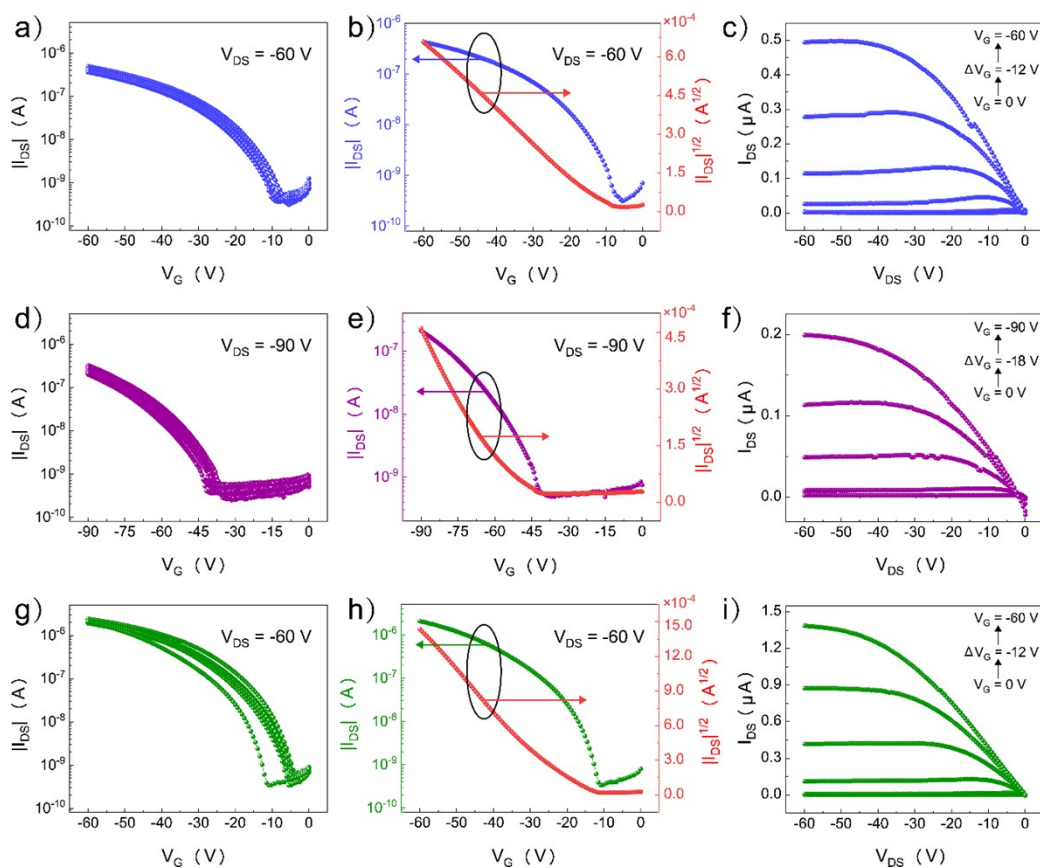 a)
V_DS = -60 V
10^-6
10^-7
10^-8
10^-9
10^-10
||I_DS| (A)
-60 -50 -40 -30 -20 -10 0
V_G (V)
b)
V_DS = -60 V
×10^-4
10^-6
10^-7
10^-8
10^-9
10^-10
||I_DS| (A)
6.0
4.5
3.0
1.5
0.0
||I_DS|^1/2 (A^1/2)
-60 -50 -40 -30 -20 -10 0
V_G (V)
c)
V_G = -60 V
ΔV_G = -12 V
V_G = 0 V
0.5
0.4
0.3
0.2
0.1
0.0
I_DS (μA)
-60 -50 -40 -30 -20 -10 0
V_DS (V)
d)
V_DS = -90 V
10^-6
10^-7
10^-8
10^-9
10^-10
||I_DS| (A)
-90 -75 -60 -45 -30 -15 0
V_G (V)
e)
V_DS = -90 V
×10^-4
10^-7
10^-8
10^-9
||I_DS| (A)
4.5
3.0
1.5
0.0
||I_DS|^1/2 (A^1/2)
-90 -75 -60 -45 -30 -15 0
V_G (V)
f)
V_G = -90 V
ΔV_G = -18 V
V_G = 0 V
0.2
0.1
0.0
I_DS (μA)
-60 -50 -40 -30 -20 -10 0
V_DS (V)
g)
V_DS = -60 V
10^-6
10^-7
10^-8
10^-9
10^-10
||I_DS| (A)
-60 -50 -40 -30 -20 -10 0
V_G (V)
h)
V_DS = -60 V
×10^-4
10^-6
10^-7
10^-8
10^-9
10^-10
||I_DS| (A)
15.0
12.0
9.0
6.0
3.0
0.0
||I_DS|^1/2 (A^1/2)
-60 -50 -40 -30 -20 -10 0
V_G (V)
i)
V_G = -60 V
ΔV_G = -12 V
V_G = 0 V
1.5
1.2
0.9
0.6
0.3
0.0
I_DS (μA)
-60 -50 -40 -30 -20 -10 0
V_DS (V)